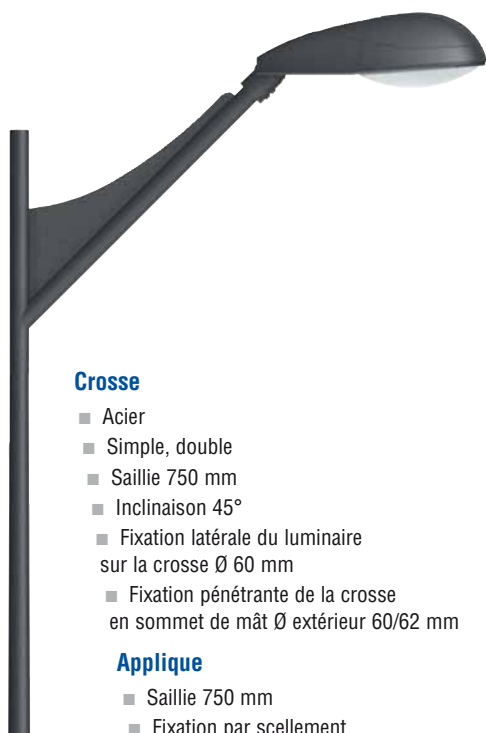 Crosse
■ Acier
■ Simple, double
■ Saillie 750 mm
■ Inclinaison 45°
■ Fixation latérale du luminaire
sur la crosse Ø 60 mm
■ Fixation pénétrante de la crosse
en sommet de mât Ø extérieur 60/62 mm
Applique
■ Saillie 750 mm
■ Fixation par scellement